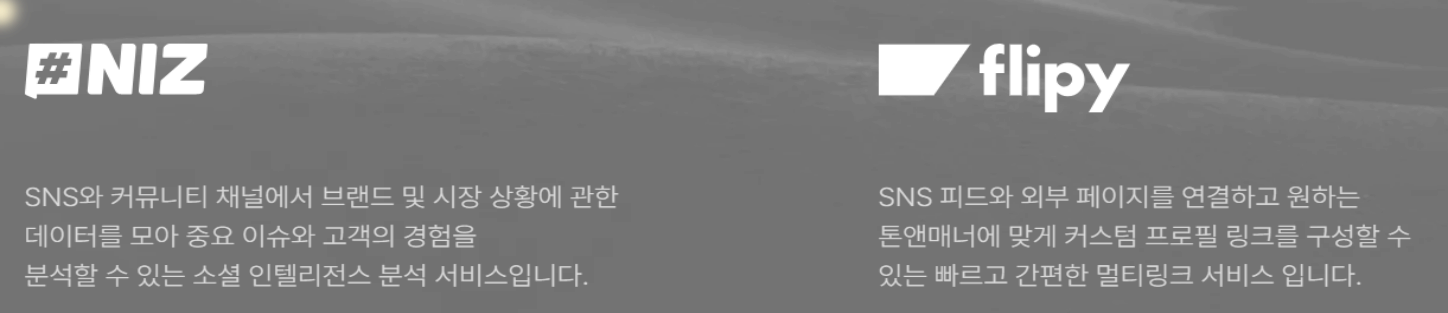 #NIZ
SNS와 커뮤니티 채널에서 브랜드 및 시장 상황에 관한
데이터를 모아 중요 이슈와 고객의 경험을
분석할 수 있는 소셜 인텔리전스 분석 서비스입니다.
flipy
SNS 피드와 외부 페이지를 연결하고 원하는
톤앤매너에 맞게 커스텀 프로필 링크를 구성할 수
있는 빠르고 간편한 멀티링크 서비스 입니다.